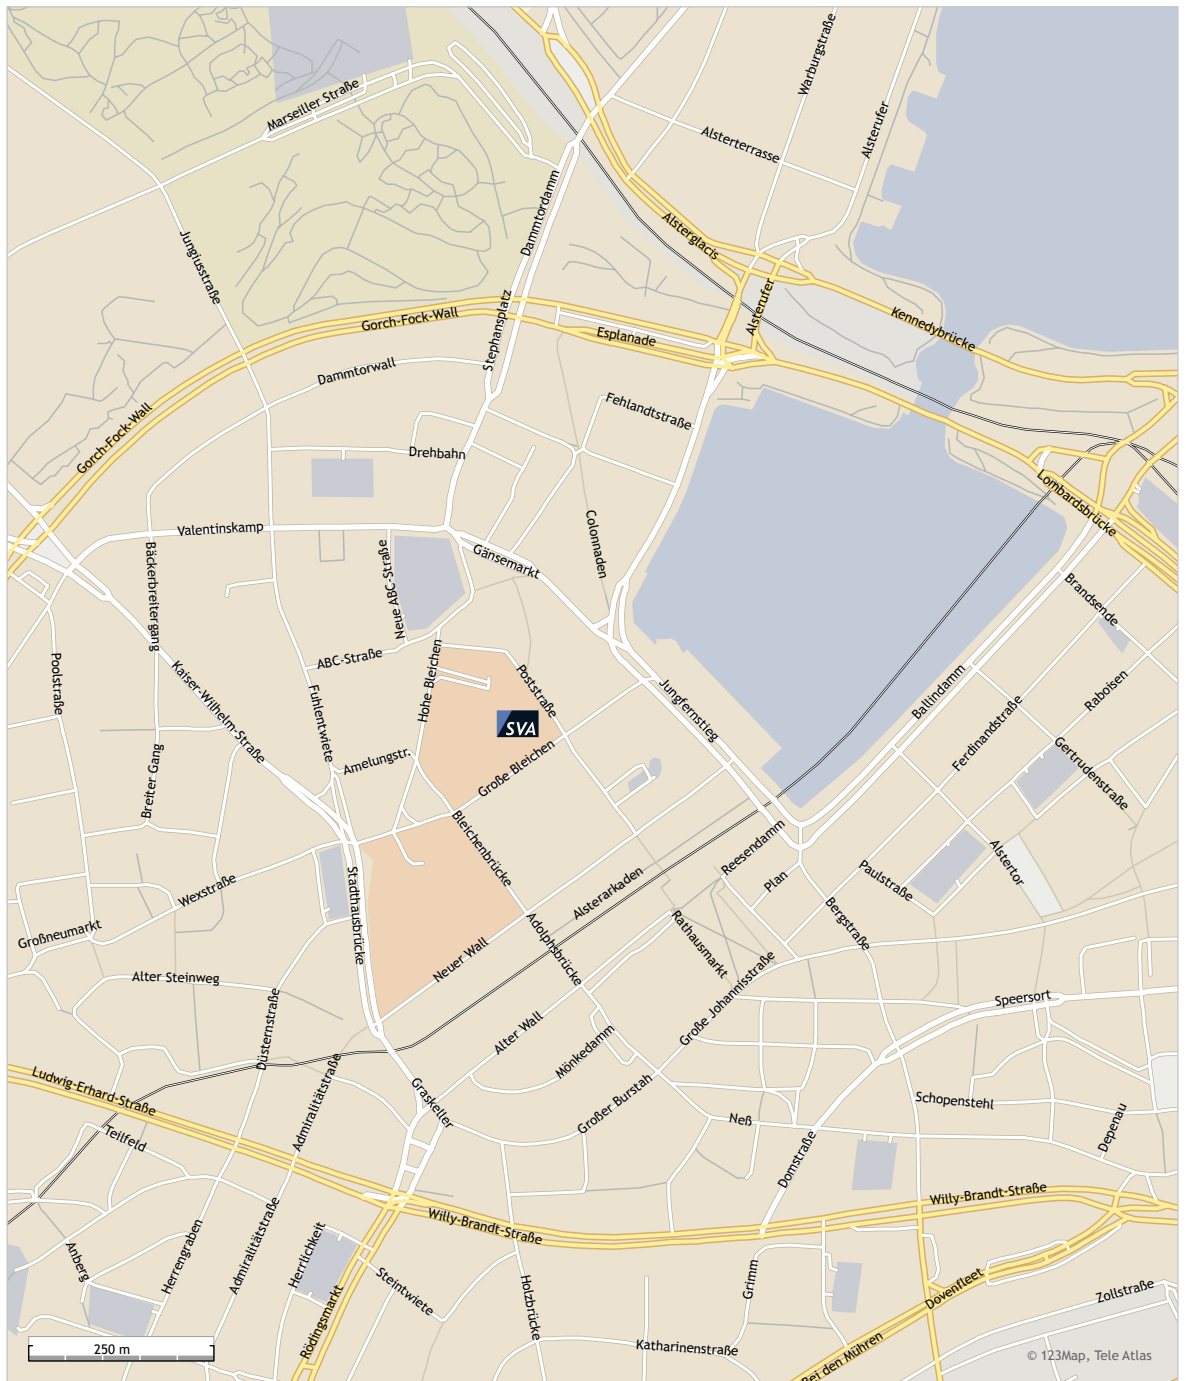 Warburgstraße
Marseiller Straße
Alsterterrasse
Alsterufer
Dammtordamm
Alsterglacis
Jungiusstraße
Alsterufer
Stephansplatz
Gorch-Fock-Wall
Esplanade
Kennedybrücke
Dammtorwall
Fehlandtstraße
Gorch-Fock-Wall
Drehbahn
Lombardsbrücke
Valentinskamp
Colonnaden
Gänsemarkt
Bäckerbreitergang
Neue ABC-Straße
Brandsende
ABC-Straße
Poolstraße
Hohe Bleichen
Poststraße
Kaiser-Wilhelm-Straße
Fuhlentwiete
Jungfernstieg
Ballindamm
Raboisen
SVA
Ferdinandstraße
Amelungstr.
Große Bleichen
Breiter Gang
Gertrudenstraße
Bleichenbrücke
Reesendamm
Alstertor
Paulstraße
Plan
Wexstraße
Stadthausbrücke
Alsterarkaden
Bergstraße
Großneumarkt
Adolphsbrücke
Rathausmarkt
Neuer Wall
Alter Steinweg
Große Johannisstraße
Speersort
Düsternstraße
Alter Wall
Mönkedamm
Ludwig-Erhard-Straße
Admiralitätstraße
Graskeller
Großer Burstah
Schopenstehl
Neß
Depenau
Teilfeld
Domstraße
Willy-Brandt-Straße
Willy-Brandt-Straße
Admiralitätstraße
Herrengraben
Herrlichkeit
Anberg
Steintwiete
Holzbrücke
Grimm
Dovenfleet
Zollstraße
Rödingsmarkt
Katharinenstraße
Bei den Mühren
250 m
© 123Map, Tele Atlas